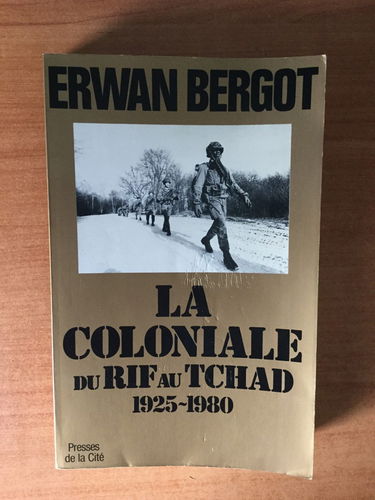 ERWAN BERGOT
LA
COLONIALE
DU RIF AU TCHAD
1925~1980
Presses
de la Cité